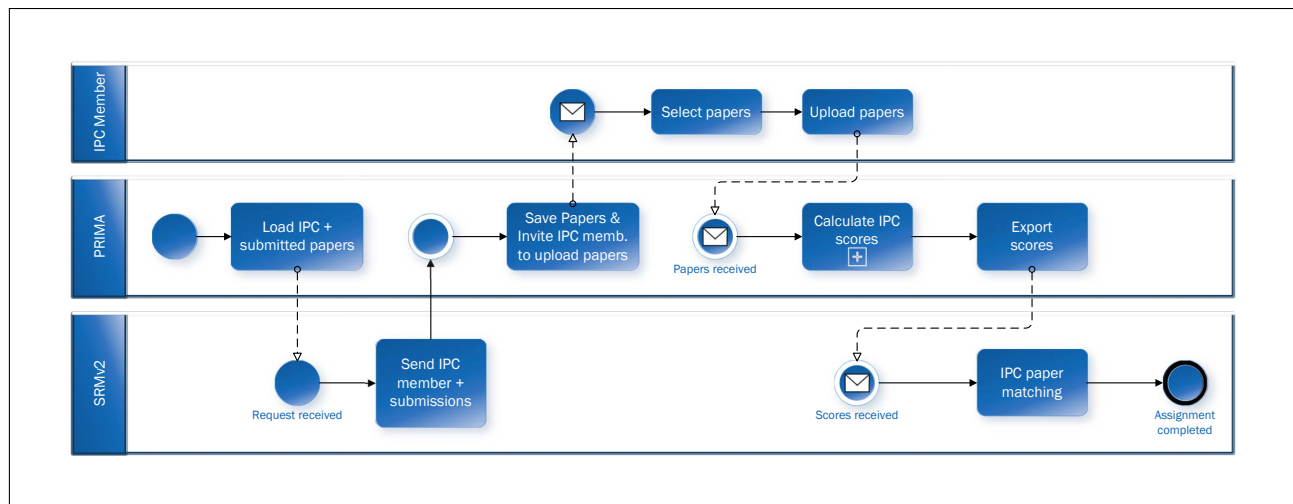 IPC Member
Select papers
Upload papers
PRIMA
Load IPC +
submitted papers
Save Papers &
Invite IPC memb.
to upload papers
Papers received
Calculate IPC
scores
Export
scores
SRMv2
Request received
Send IPC
member +
submissions
Scores received
IPC paper
matching
Assignment
completed